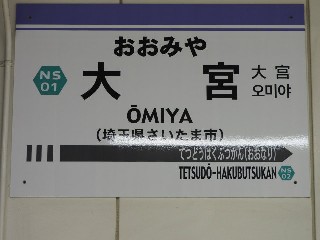 おおみや
NS
01
大宮
大宮
오미야
ŌMIYA
(埼玉県さいたま市)
てつどうはくぶつかん(おおなり)
TETSUDŌ-HAKUBUTSUKAN
NS
02